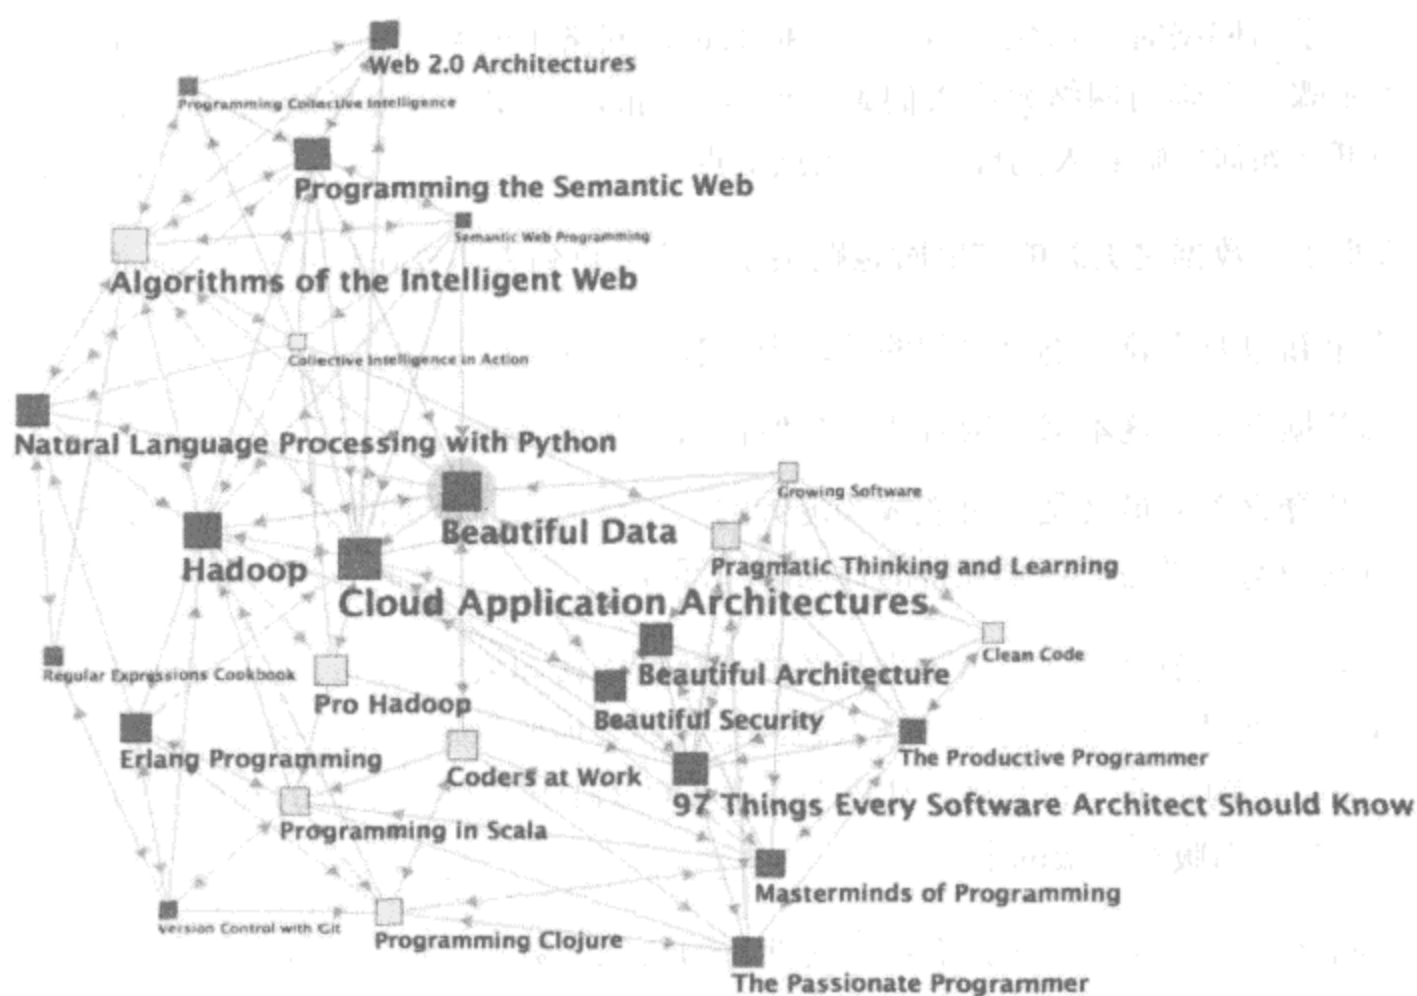 Web 2.0 Architectures
Programming Collective Intelligence
Programming the Semantic Web
Semantic Web Programming
Algorithms of the Intelligent Web
Collective Intelligence in Action
Natural Language Processing with Python
Growing Software
Beautiful Data
Hadoop
Pragmatic Thinking and Learning
Cloud Application Architectures
Clean Code
Regular Expressions Cookbook
Beautiful Architecture
Pro Hadoop
Beautiful Security
Erlang Programming
The Productive Programmer
Coders at Work
97 Things Every Software Architect Should Know
Programming in Scala
Masterminds of Programming
Version Control with Git
Programming Clojure
The Passionate Programmer